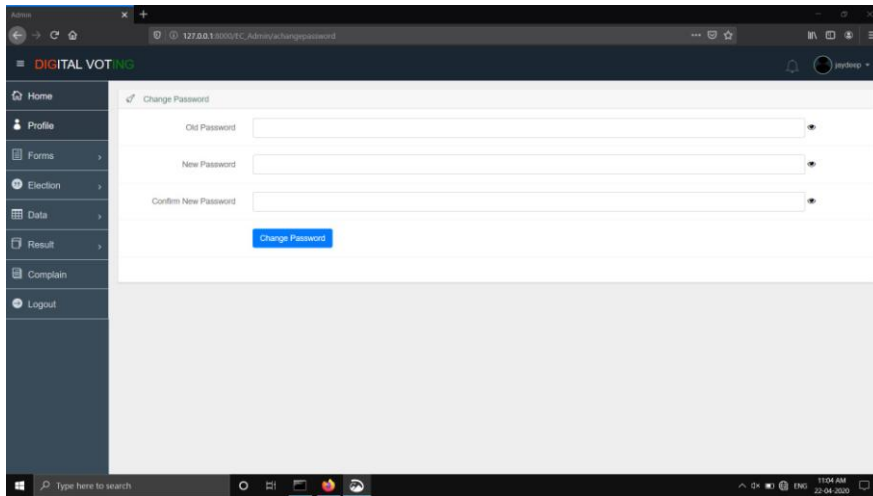 Admin
127.0.0.1:8000/EC_Admin/achangepassword
DIGITAL VOTING
jaydeep
Home
Profile
Forms
Election
Data
Result
Complain
Logout
Change Password
Old Password
New Password
Confirm New Password
Change Password
Type here to search
ENG
11:04 AM
22-04-2020